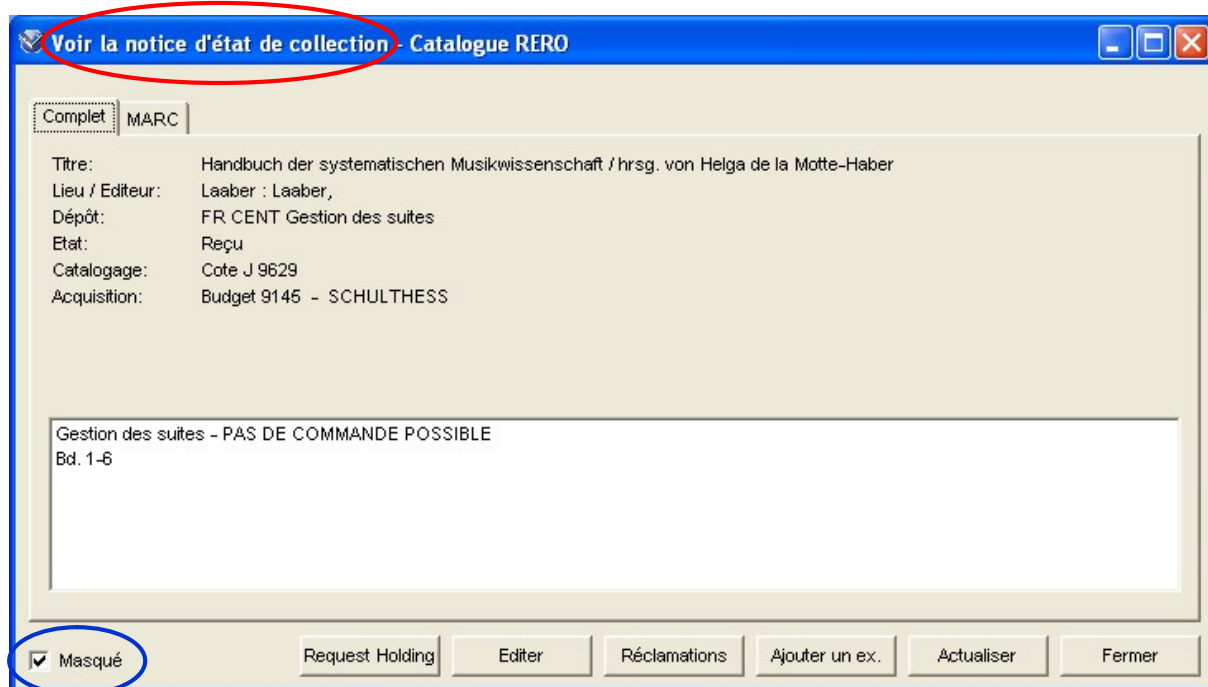 Voir la notice d'état de collection - Catalogue RERO
Complet MARC
Titre: Handbuch der systematischen Musikwissenschaft / hrsg. von Helga de la Motte-Haber
Lieu / Editeur: Laaber : Laaber,
Dépôt: FR CENT Gestion des suites
Etat: Reçu
Catalogage: Cote J 9629
Acquisition: Budget 9145 - SCHULTHESS
Gestion des suites - PAS DE COMMANDE POSSIBLE
Bd. 1-6
Masqué Request Holding Editer Réclamations Ajouter un ex. Actualiser Fermer